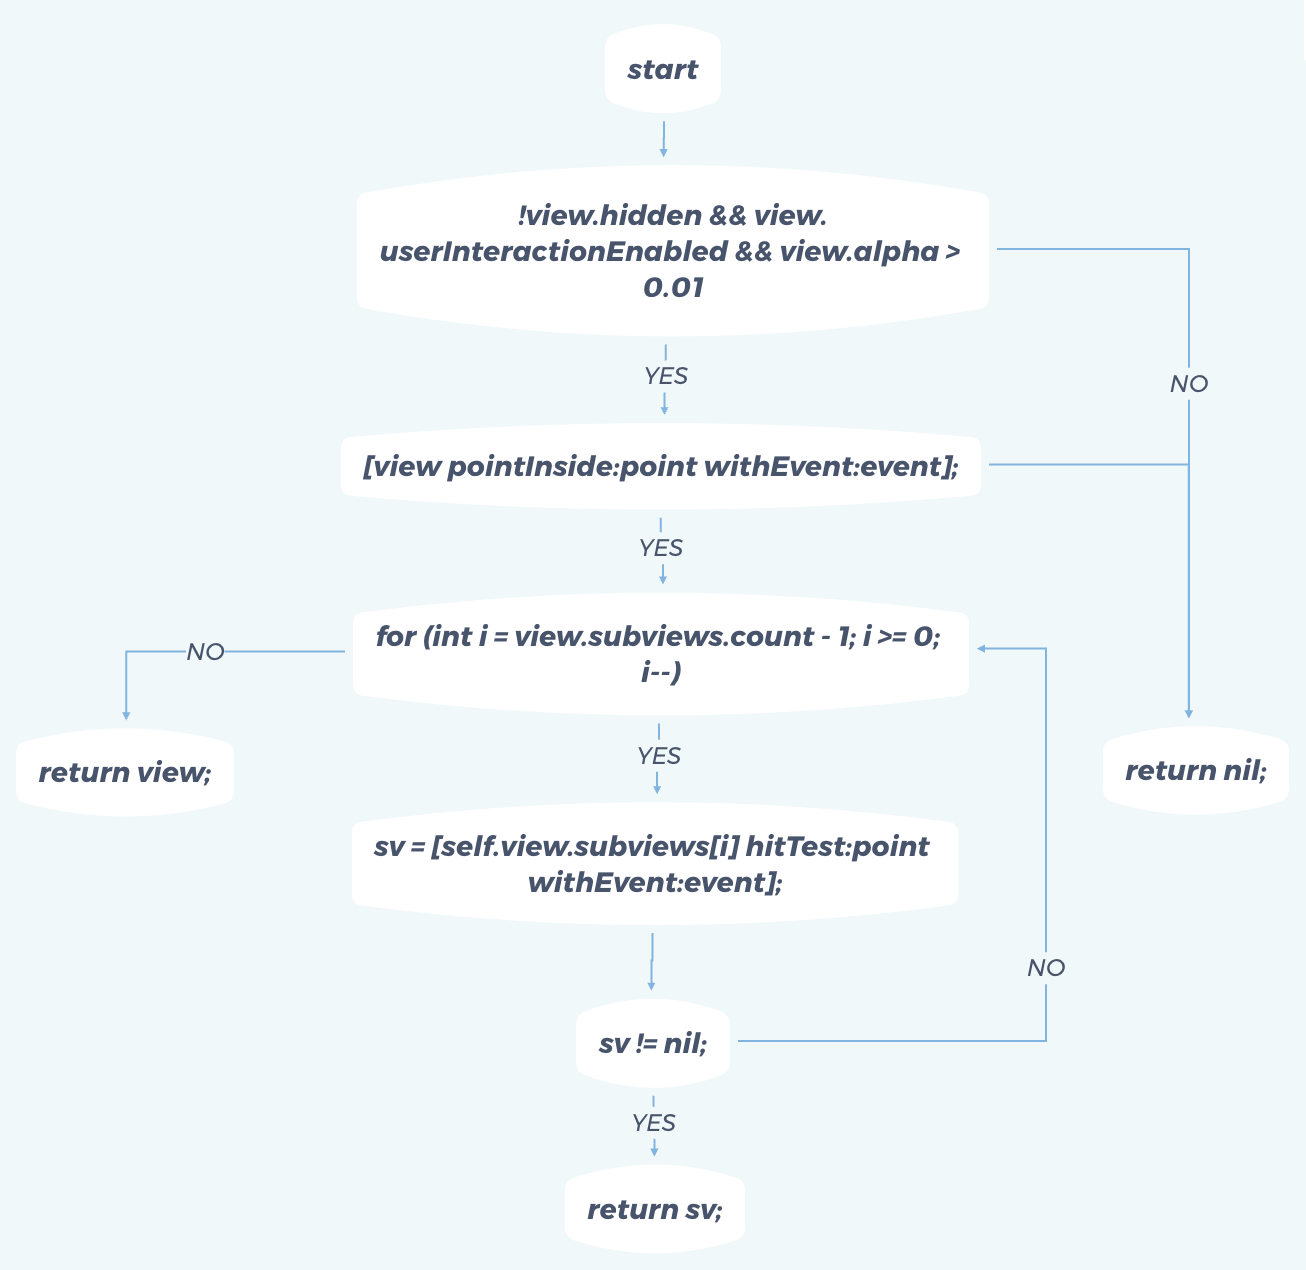 start
!view.hidden && view.
userInteractionEnabled && view.alpha >
0.01
YES
NO
[view pointInside:point withEvent:event];
YES
for (int i = view.subviews.count - 1; i >= 0;
i--)
NO
YES
return view;
return nil;
sv = [self.view.subviews[i] hitTest:point
withEvent:event];
NO
sv != nil;
YES
return sv;